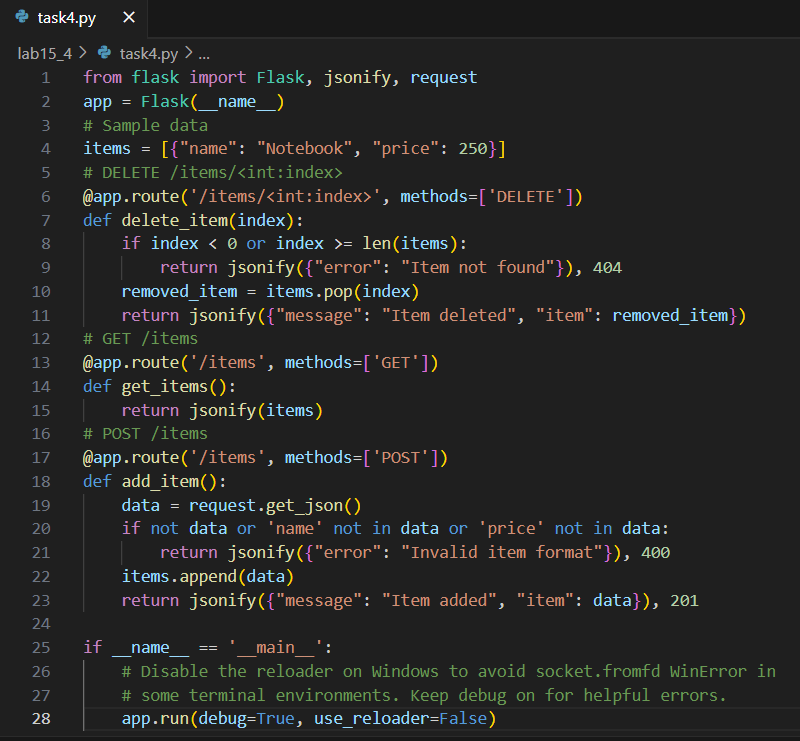 task4.py
lab15_4 > task4.py > ...
1 from flask import Flask, jsonify, request
2 app = Flask(__name__)
3 # Sample data
4 items = [{"name": "Notebook", "price": 250}]
5 # DELETE /items/<int:index>
6 @app.route('/items/<int:index>', methods=['DELETE'])
7 def delete_item(index):
8     if index < 0 or index >= len(items):
9         return jsonify({"error": "Item not found"}), 404
10     removed_item = items.pop(index)
11     return jsonify({"message": "Item deleted", "item": removed_item})
12 # GET /items
13 @app.route('/items', methods=['GET'])
14 def get_items():
15     return jsonify(items)
16 # POST /items
17 @app.route('/items', methods=['POST'])
18 def add_item():
19     data = request.get_json()
20     if not data or 'name' not in data or 'price' not in data:
21         return jsonify({"error": "Invalid item format"}), 400
22     items.append(data)
23     return jsonify({"message": "Item added", "item": data}), 201
24
25 if __name__ == '__main__':
26     # Disable the reloader on Windows to avoid socket.fromfd WinError in
27     # some terminal environments. Keep debug on for helpful errors.
28     app.run(debug=True, use_reloader=False)